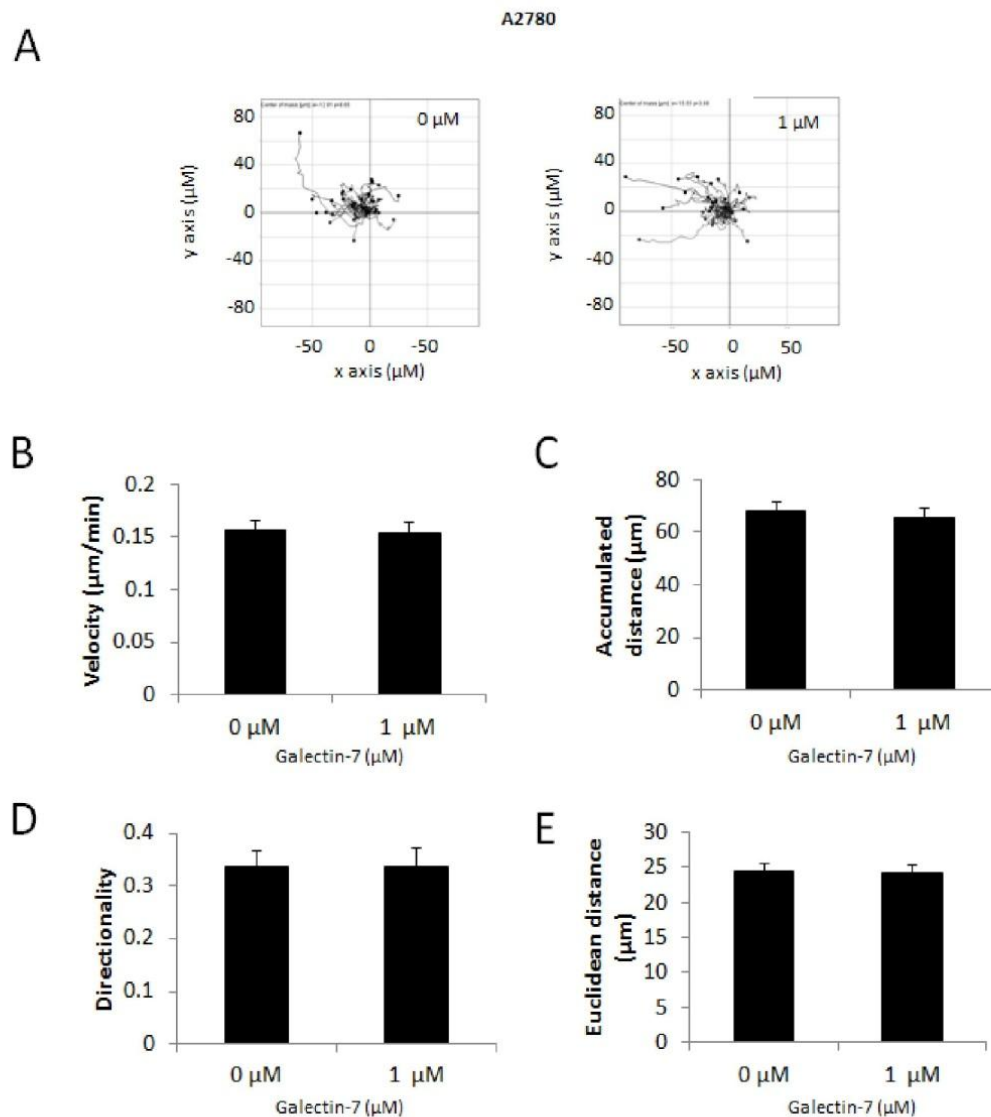 A2780
A
0 µM
80
40
0
-40
-80
y axis (µM)
-50 0 -50
x axis (µM)
1 µM
80
40
0
-40
-80
y axis (µM)
-50 0 50
x axis (µM)
B
0.2
0.15
0.1
0.05
0
Velocity (µm/min)
0 µM 1 µM
Galectin-7 (µM)
C
80
60
40
20
0
Accumulated
distance (µm)
0 µM 1 µM
Galectin-7 (µM)
D
0.4
0.3
0.2
0.1
0
Directionality
0 µM 1 µM
Galectin-7 (µM)
E
30
25
20
15
10
5
0
Euclidean distance
(µm)
0 µM 1 µM
Galectin-7 (µM)